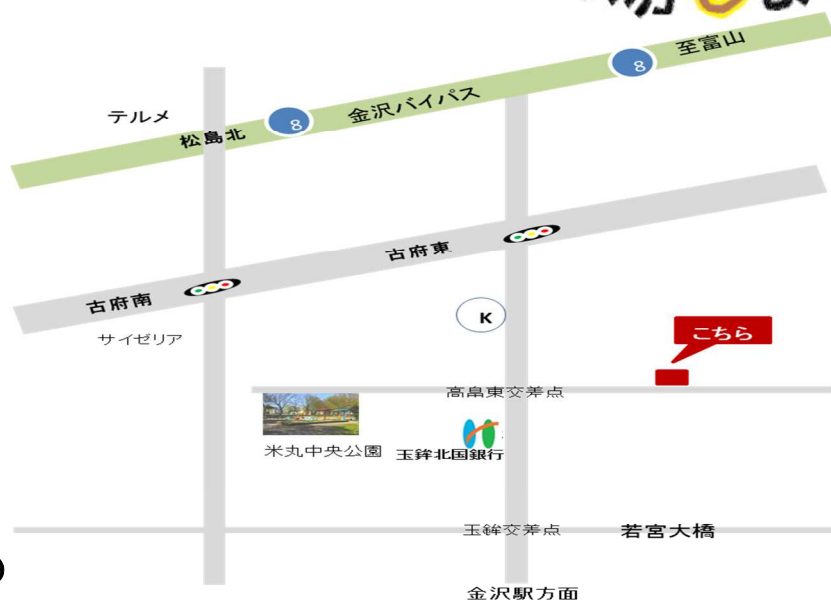 至富山
8
金沢バイパス
テルメ
8
松島北
古府東
古府南
K
サイゼリア
こちら
高畠東交差点
米丸中央公園
玉鉾北国銀行
玉鉾交差点
若宮大橋
金沢駅方面